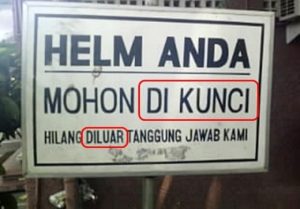 HELM ANDA
MOHON DI KUNCI
HILANG DILUAR TANGGUNG JAWAB KAMI